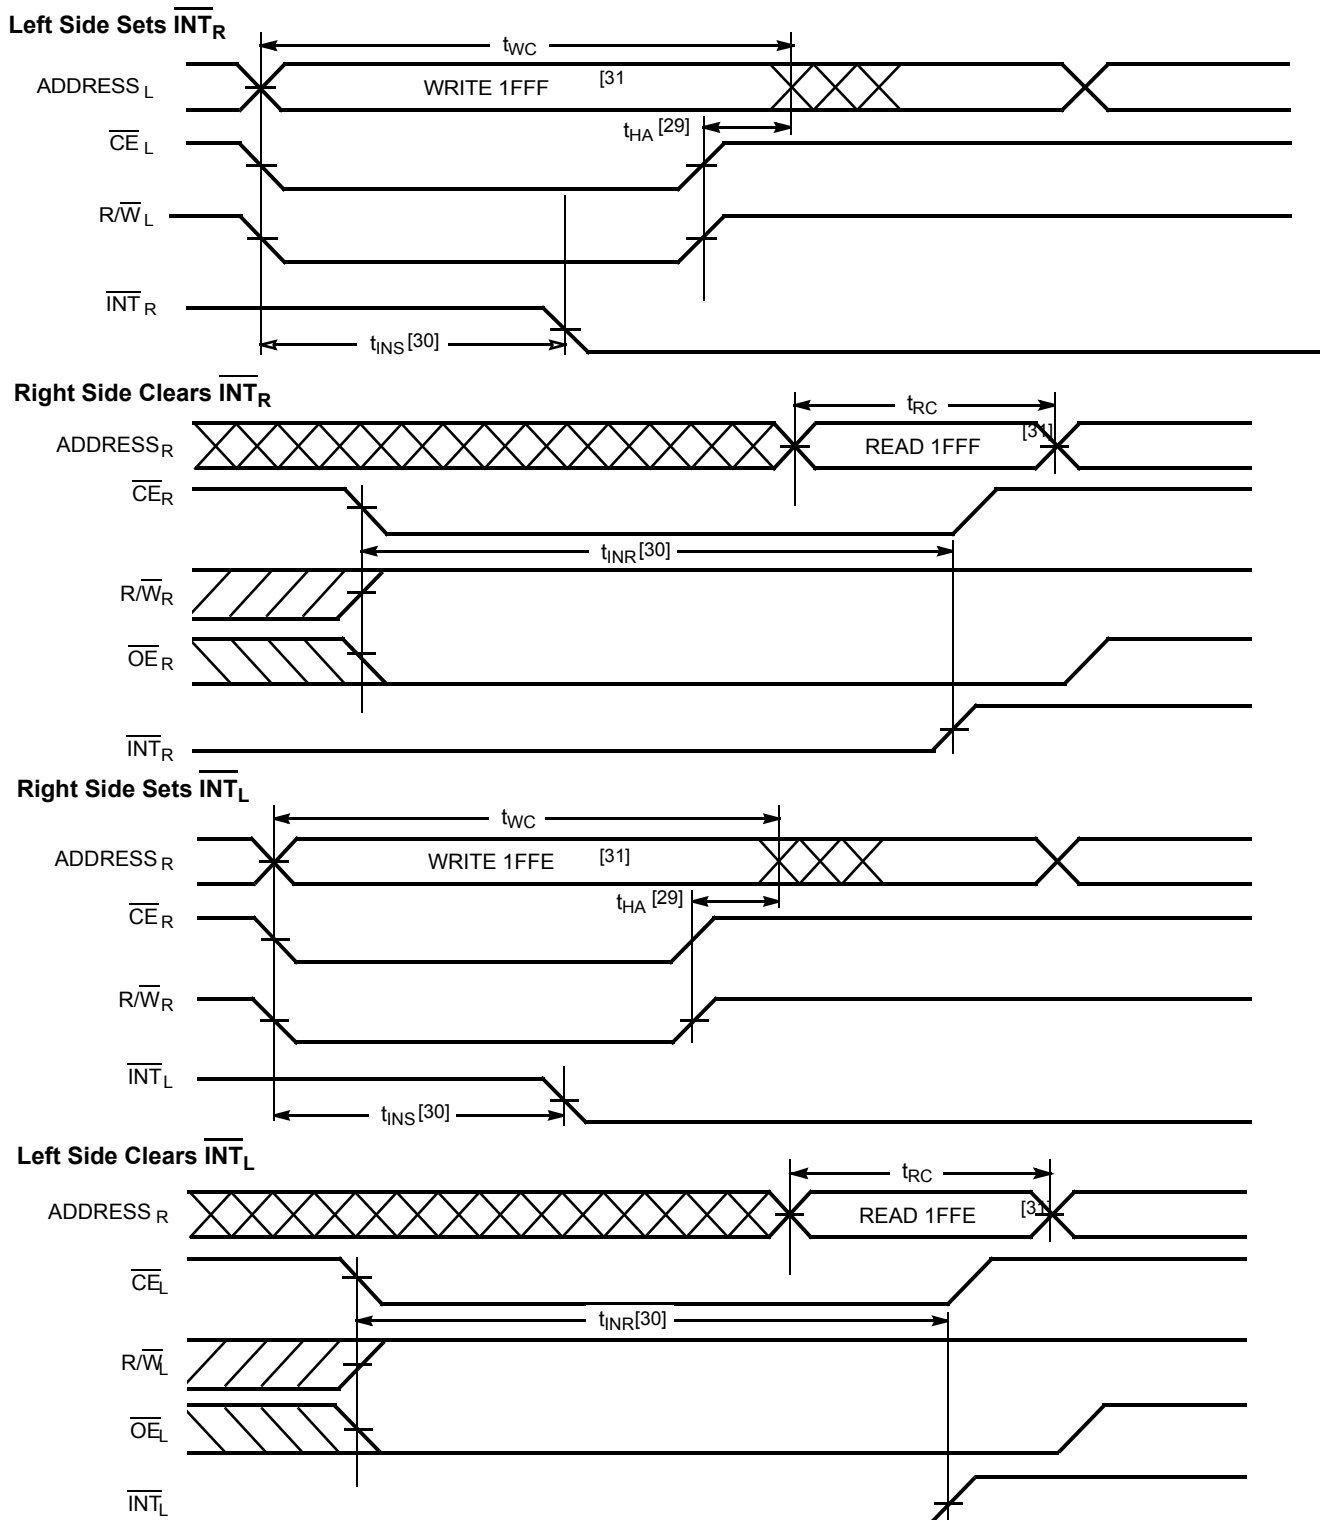 Left Side Sets INTR
tWC
ADDRESS L
WRITE 1FFF [31
tHA [29]
CE L
R/W L
INT R
tINS [30]
Right Side Clears INTR
tRC
ADDRESSR
READ 1FFF [31]
CER
tINR [30]
R/WR
OE R
INTR
Right Side Sets INTL
tWC
ADDRESS R
WRITE 1FFE [31]
tHA [29]
CE R
R/WR
INT L
tINS [30]
Left Side Clears INTL
tRC
ADDRESS R
READ 1FFE [31]
CEL
tINR[30]
R/WL
OEL
INTL